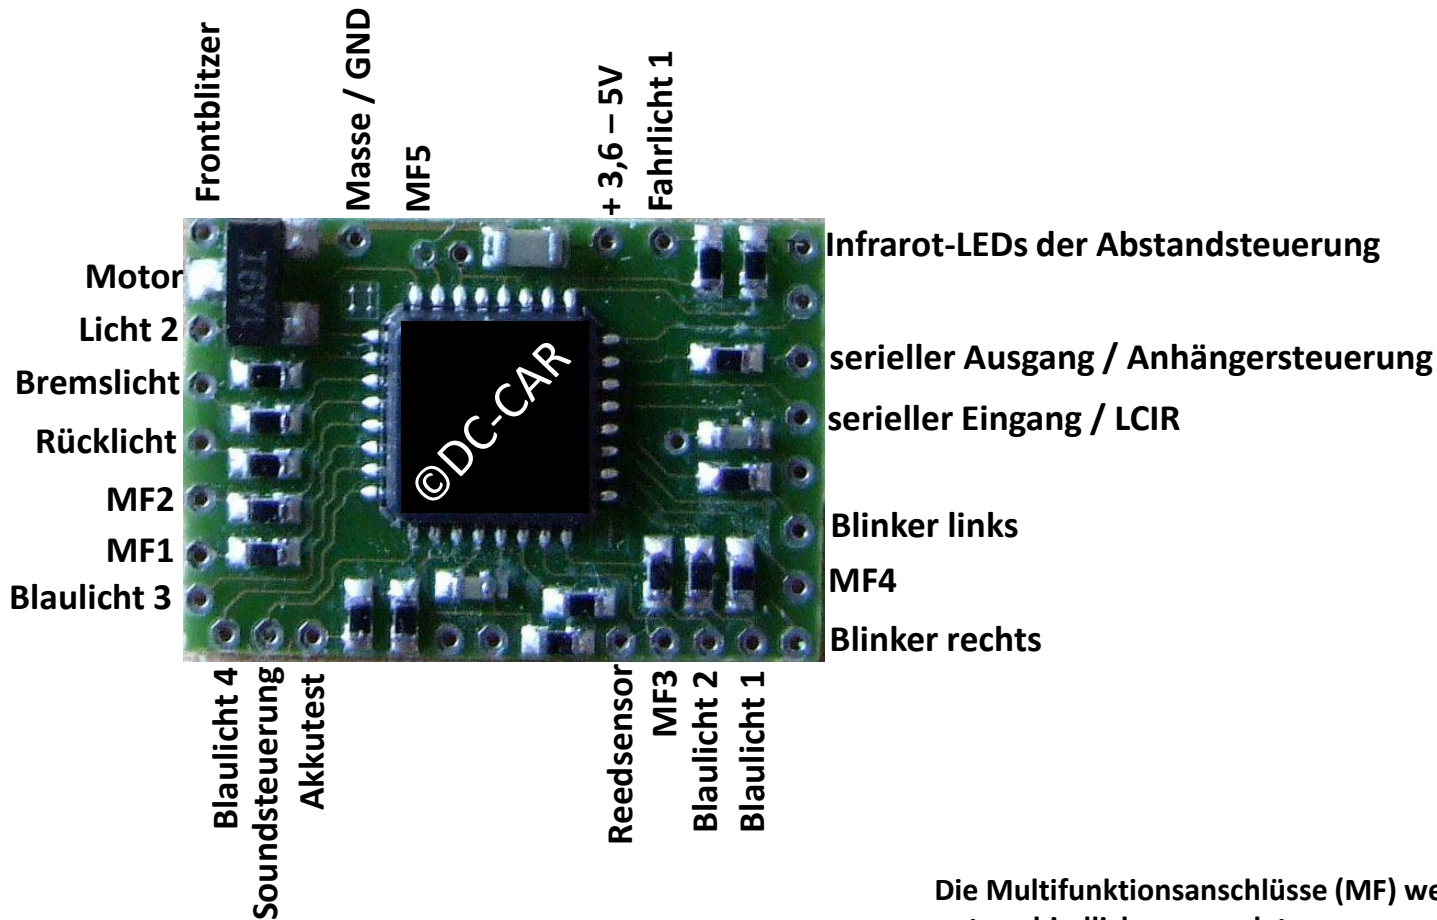 Frontblitzer
Masse / GND
MF5
+ 3,6 – 5V
Fahrlicht 1
Motor
Licht 2
Bremslicht
Rücklicht
MF2
MF1
Blaulicht 3
©DC-CAR
Infrarot-LEDs der Abstandsteuerung
serieller Ausgang / Anhängersteuerung
serieller Eingang / LCIR
Blinker links
MF4
Blinker rechts
Blaulicht 4
Soundsteuerung
Akkutest
Reedsensor
MF3
Blaulicht 2
Blaulicht 1
Die Multifunktionsanschlüsse (MF) we